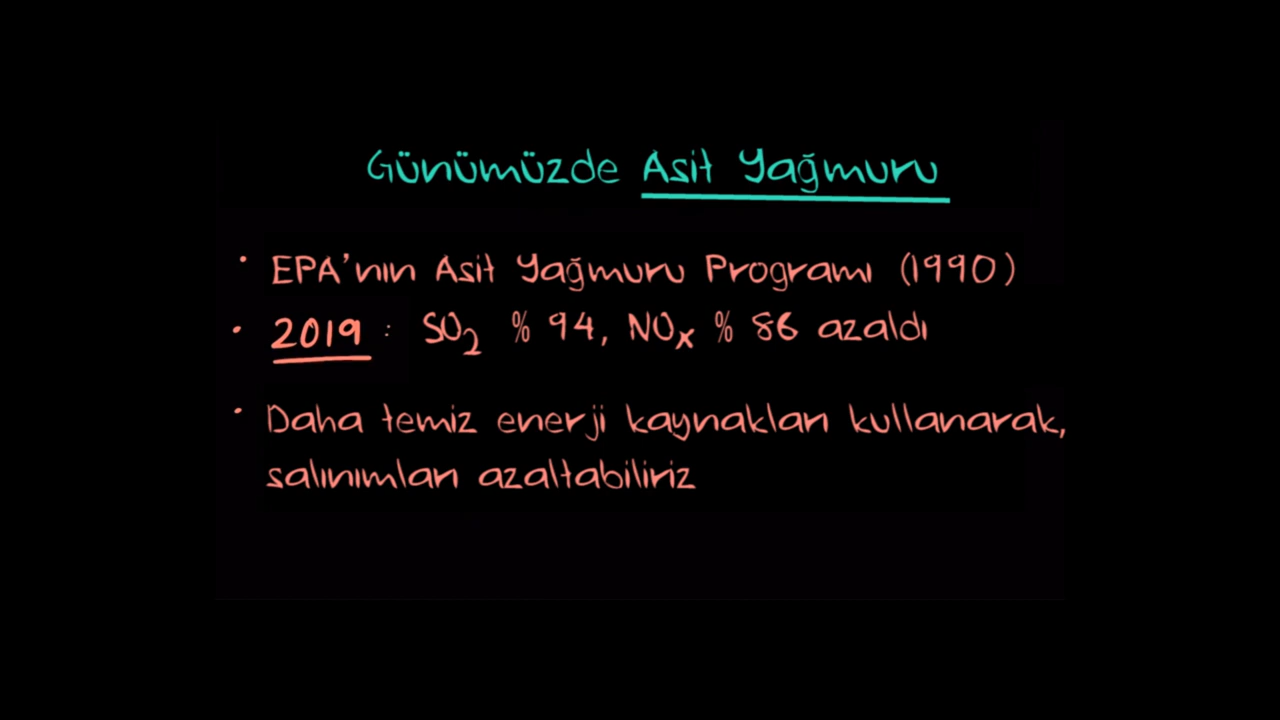 Günümüzde Asit Yağmuru
• EPA'nın Asit Yağmuru Programı (1990)
• 2019: SO₂ % 94, NOₓ % 86 azaldı
• Daha temiz enerji kaynakları kullanarak,
salınımları azaltabiliriz